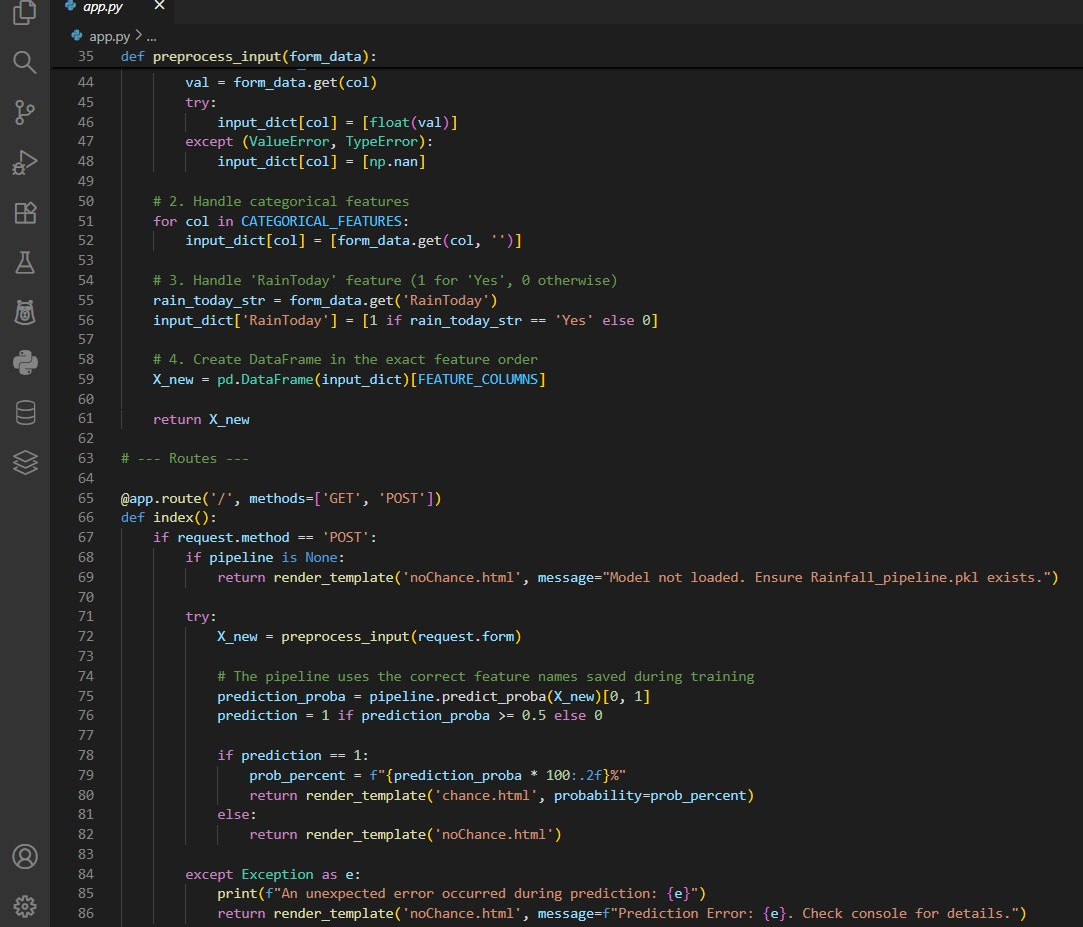 app.py ×
app.py > ...
35 def preprocess_input(form_data):
44         val = form_data.get(col)
45         try:
46             input_dict[col] = [float(val)]
47         except (ValueError, TypeError):
48             input_dict[col] = [np.nan]
49
50     # 2. Handle categorical features
51     for col in CATEGORICAL_FEATURES:
52         input_dict[col] = [form_data.get(col, '')]
53
54     # 3. Handle 'RainToday' feature (1 for 'Yes', 0 otherwise)
55     rain_today_str = form_data.get('RainToday')
56     input_dict['RainToday'] = [1 if rain_today_str == 'Yes' else 0]
57
58     # 4. Create DataFrame in the exact feature order
59     X_new = pd.DataFrame(input_dict)[FEATURE_COLUMNS]
60
61     return X_new
62
63 # --- Routes ---
64
65 @app.route('/', methods=['GET', 'POST'])
66 def index():
67     if request.method == 'POST':
68         if pipeline is None:
69             return render_template('noChance.html', message="Model not loaded. Ensure Rainfall_pipeline.pkl exists.")
70
71         try:
72             X_new = preprocess_input(request.form)
73
74             # The pipeline uses the correct feature names saved during training
75             prediction_proba = pipeline.predict_proba(X_new)[0, 1]
76             prediction = 1 if prediction_proba >= 0.5 else 0
77
78             if prediction == 1:
79                 prob_percent = f"{prediction_proba * 100:.2f}%"
80                 return render_template('chance.html', probability=prob_percent)
81             else:
82                 return render_template('noChance.html')
83
84         except Exception as e:
85             print(f"An unexpected error occurred during prediction: {e}")
86             return render_template('noChance.html', message=f"Prediction Error: {e}. Check console for details.")